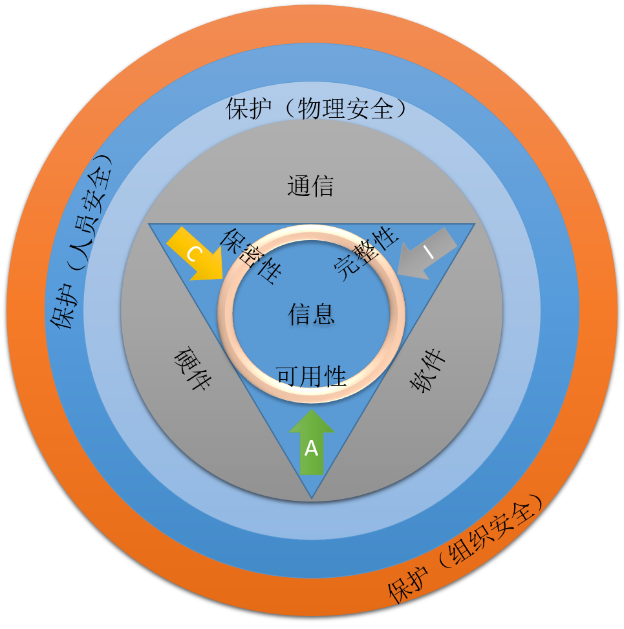 保护（物理安全）
保护（人员安全）
通信
C
保密性
完整性
I
信息
硬件
可用性
软件
A
保护（组织安全）